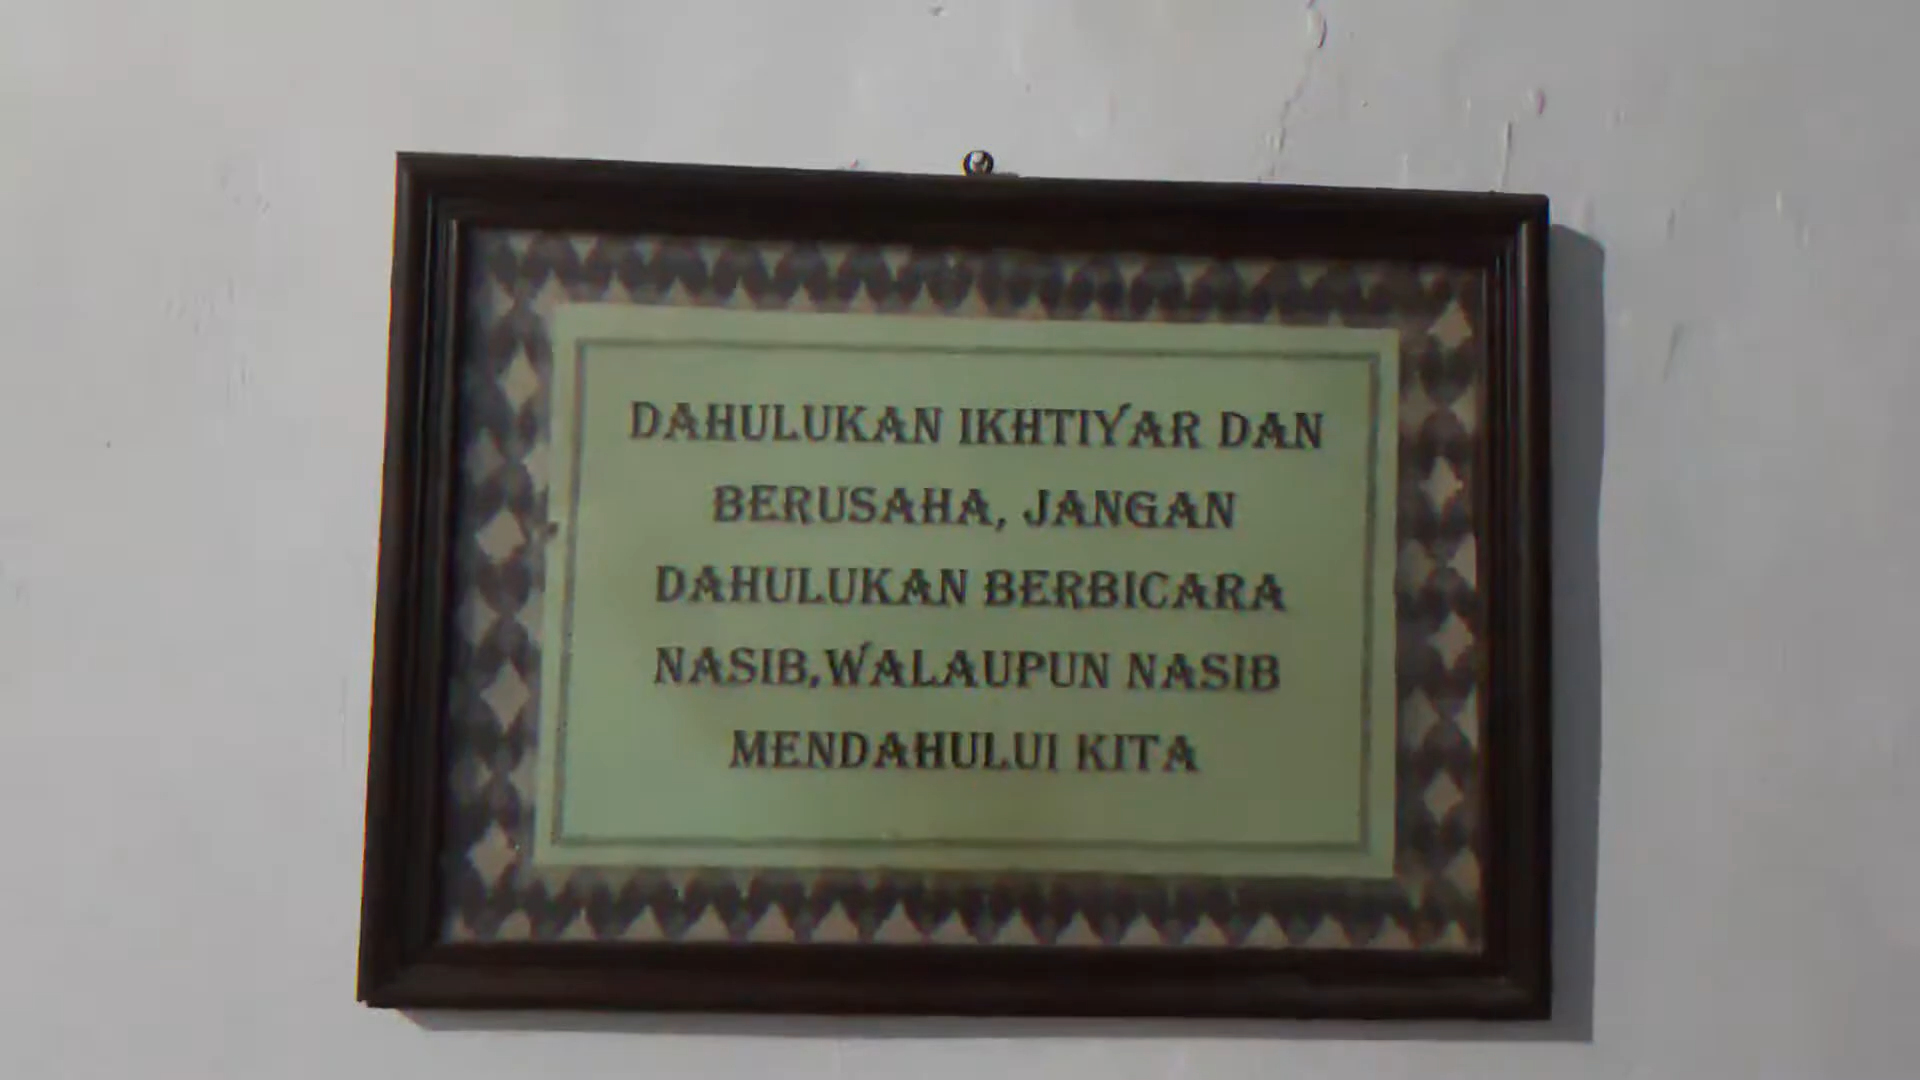 DAHULUKAN IKHTIYAR DAN
BERUSAHA, JANGAN
DAHULUKAN BERBICARA
NASIB,WALAUPUN NASIB
MENDAHULUI KITA